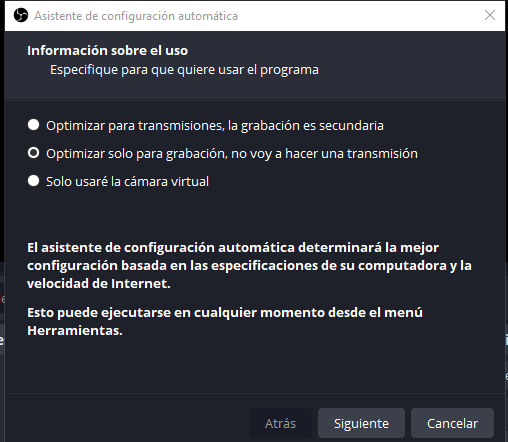 Asistente de configuración automática
Información sobre el uso
Especifique para que quiere usar el programa
Optimizar para transmisiones, la grabación es secundaria
Optimizar solo para grabación, no voy a hacer una transmisión
Solo usaré la cámara virtual
El asistente de configuración automática determinará la mejor
configuración basada en las especificaciones de su computadora y la
velocidad de Internet.
Esto puede ejecutarse en cualquier momento desde el menú
Herramientas.
Atrás
Siguiente
Cancelar